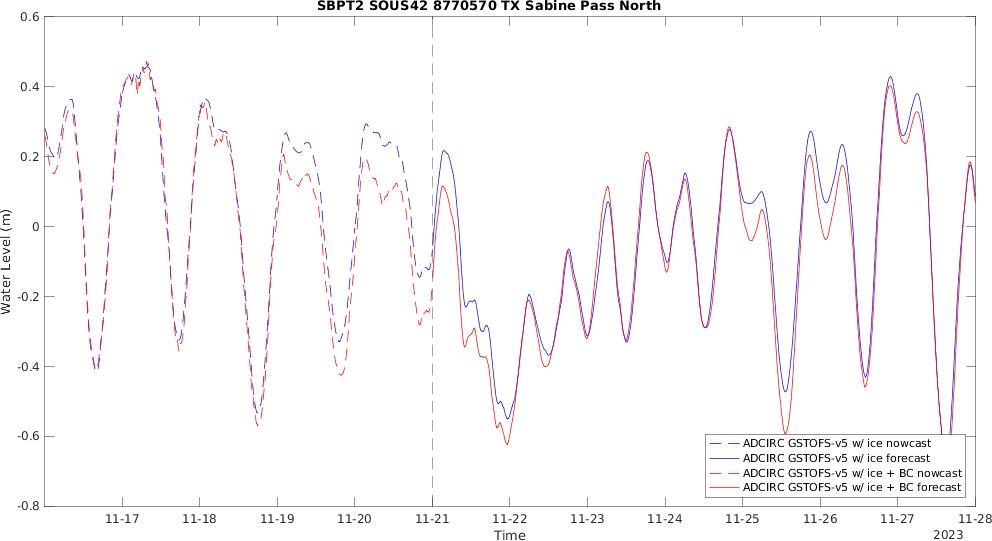 SBPT2 SOUS42 8770570 TX Sabine Pass North
Water Level (m)
0.6
0.4
0.2
0
-0.2
-0.4
-0.6
-0.8
ADCIRC GSTOFS-v5 w/ ice nowcast
ADCIRC GSTOFS-v5 w/ ice forecast
ADCIRC GSTOFS-v5 w/ ice + BC nowcast
ADCIRC GSTOFS-v5 w/ ice + BC forecast
11-17 11-18 11-19 11-20 11-21 11-22 11-23 11-24 11-25 11-26 11-27 11-28
Time
2023